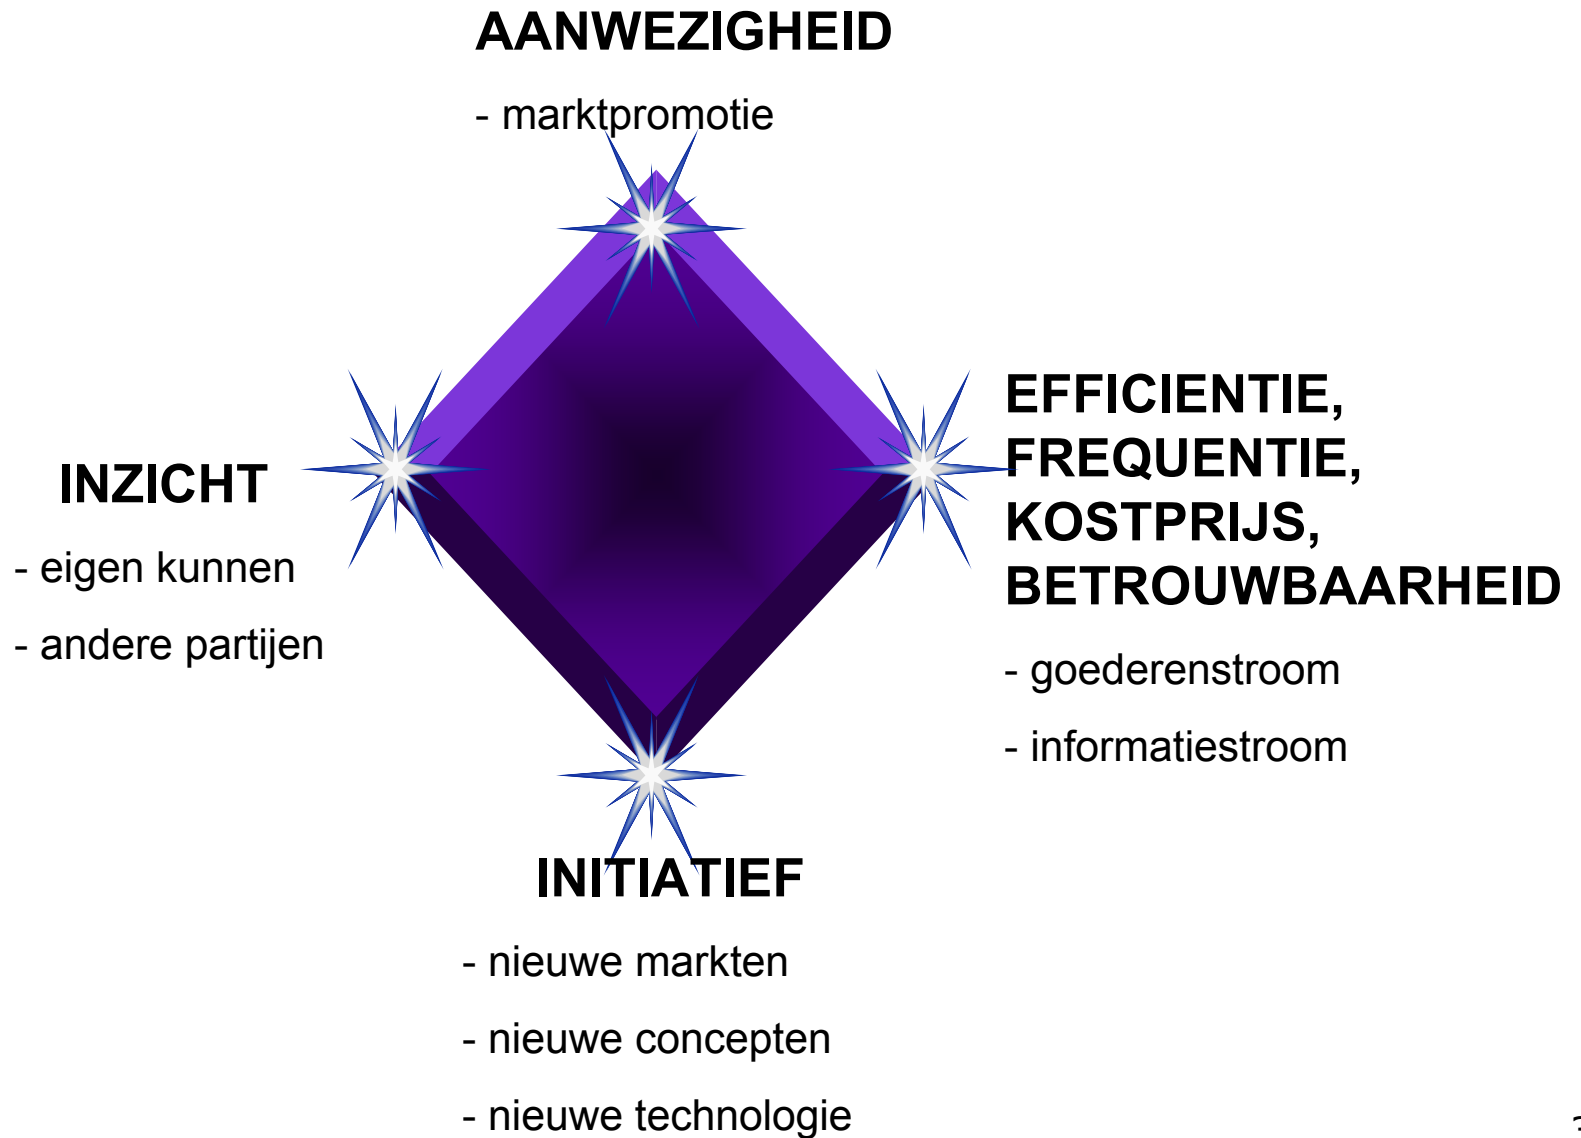 AANWEZIGHEID
- marktpromotie
INZICHT
- eigen kunnen
- andere partijen
EFFICIENTIE,
FREQUENTIE,
KOSTPRIJS,
BETROUWBAARHEID
- goederenstroom
- informatiestroom
INITIATIEF
- nieuwe markten
- nieuwe concepten
- nieuwe technologie